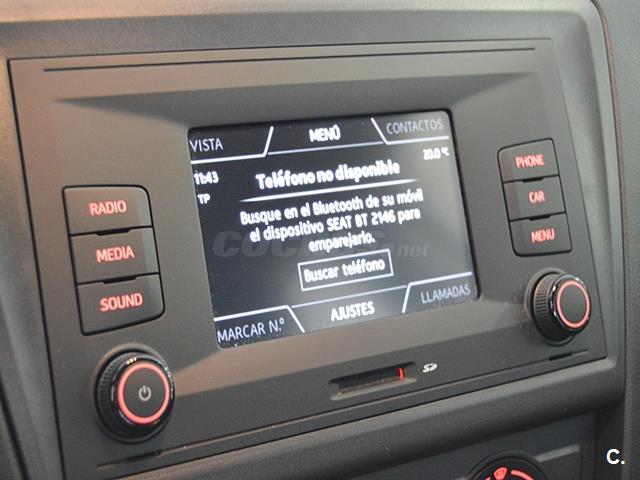 VISTA
MENÚ
CONTACTOS
11:43
TP
20.0 °C
Teléfono no disponible
Busque en el Bluetooth de su móvil
el dispositivo SEAT BT 2146 para
emparejarlo.
Buscar teléfono
MARCAR N.º
AJUSTES
LLAMADAS
RADIO
MEDIA
SOUND
PHONE
CAR
MENU
SD
C.